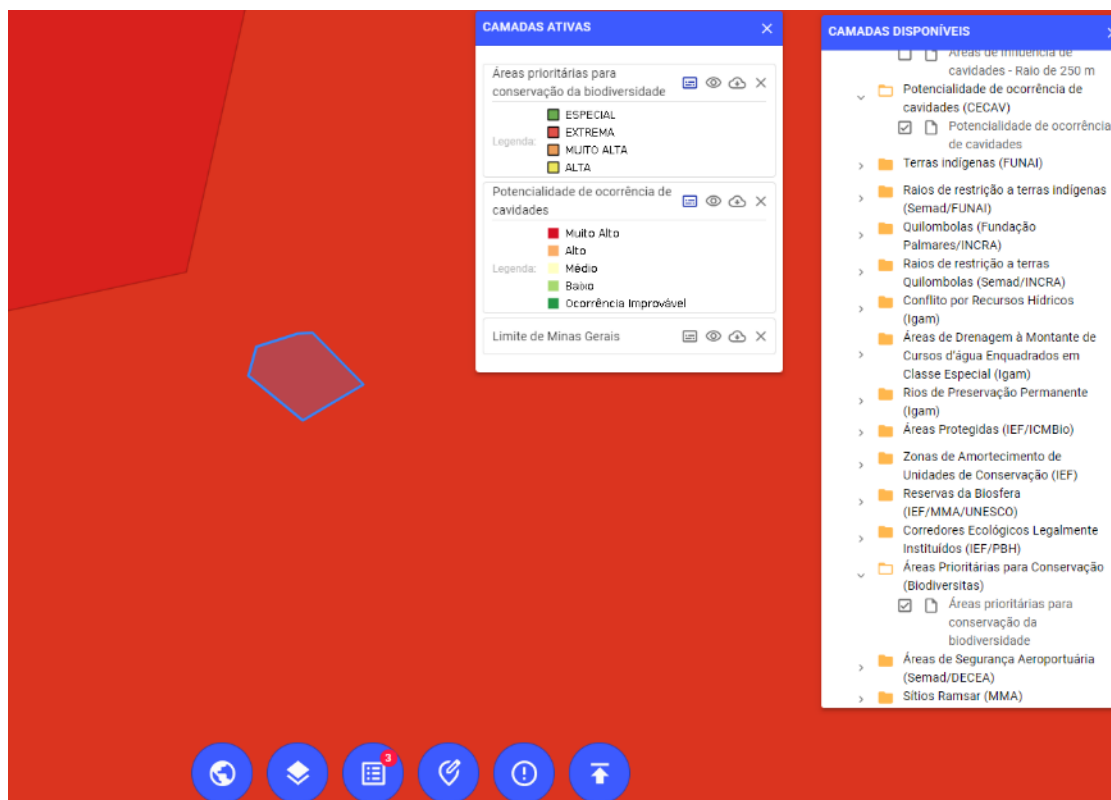 CAMADAS ATIVAS
Áreas prioritárias para
conservação da biodiversidade
Legenda:
ESPECIAL
EXTREMA
MUITO ALTA
ALTA
Potencialidade de ocorrência de
cavidades
Legenda:
Muito Alto
Alto
Médio
Baixo
Ocorrência Improvável
Limite de Minas Gerais
CAMADAS DISPONÍVEIS
Áreas de influência de
cavidades - Raio de 250 m
Potencialidade de ocorrência de
cavidades (CECAV)
Potencialidade de ocorrência
de cavidades
Terras indígenas (FUNAI)
Raios de restrição a terras indígenas
(Semad/FUNAI)
Quilombolas (Fundação
Palmares/INCRA)
Raios de restrição a terras
Quilombolas (Semad/INCRA)
Conflito por Recursos Hídricos
(Igam)
Áreas de Drenagem à Montante de
Cursos d'água Enquadrados em
Classe Especial (Igam)
Rios de Preservação Permanente
(Igam)
Áreas Protegidas (IEF/ICMBio)
Zonas de Amortecimento de
Unidades de Conservação (IEF)
Reservas da Biosfera
(IEF/MMA/UNESCO)
Corredores Ecológicos Legalmente
Instituídos (IEF/PBH)
Áreas Prioritárias para Conservação
(Biodiversitas)
Áreas prioritárias para
conservação da
biodiversidade
Áreas de Segurança Aeroportuária
(Semad/DECEA)
Sítios Ramsar (MMA)
3